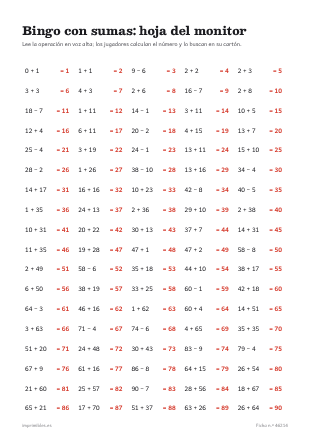 Bingo con sumas: hoja del monitor
Lee la operación en voz alta; los jugadores calculan el número y lo buscan en su cartón.
0 + 1 = 1 1 + 1 = 2 9 − 6 = 3 2 + 2 = 4 2 + 3 = 5
3 + 3 = 6 4 + 3 = 7 2 + 6 = 8 16 − 7 = 9 2 + 8 = 10
18 − 7 = 11 1 + 11 = 12 14 − 1 = 13 3 + 11 = 14 10 + 5 = 15
12 + 4 = 16 6 + 11 = 17 20 − 2 = 18 4 + 15 = 19 13 + 7 = 20
25 − 4 = 21 3 + 19 = 22 24 − 1 = 23 13 + 11 = 24 15 + 10 = 25
28 − 2 = 26 1 + 26 = 27 38 − 10 = 28 13 + 16 = 29 34 − 4 = 30
14 + 17 = 31 16 + 16 = 32 10 + 23 = 33 42 − 8 = 34 40 − 5 = 35
1 + 35 = 36 24 + 13 = 37 2 + 36 = 38 29 + 10 = 39 2 + 38 = 40
10 + 31 = 41 20 + 22 = 42 30 + 13 = 43 37 + 7 = 44 14 + 31 = 45
11 + 35 = 46 19 + 28 = 47 47 + 1 = 48 47 + 2 = 49 58 − 8 = 50
2 + 49 = 51 58 − 6 = 52 35 + 18 = 53 44 + 10 = 54 38 + 17 = 55
6 + 50 = 56 38 + 19 = 57 33 + 25 = 58 60 − 1 = 59 42 + 18 = 60
64 − 3 = 61 46 + 16 = 62 1 + 62 = 63 60 + 4 = 64 14 + 51 = 65
3 + 63 = 66 71 − 4 = 67 74 − 6 = 68 4 + 65 = 69 35 + 35 = 70
51 + 20 = 71 24 + 48 = 72 30 + 43 = 73 83 − 9 = 74 79 − 4 = 75
67 + 9 = 76 61 + 16 = 77 86 − 8 = 78 64 + 15 = 79 26 + 54 = 80
21 + 60 = 81 25 + 57 = 82 90 − 7 = 83 28 + 56 = 84 18 + 67 = 85
65 + 21 = 86 17 + 70 = 87 51 + 37 = 88 63 + 26 = 89 26 + 64 = 90